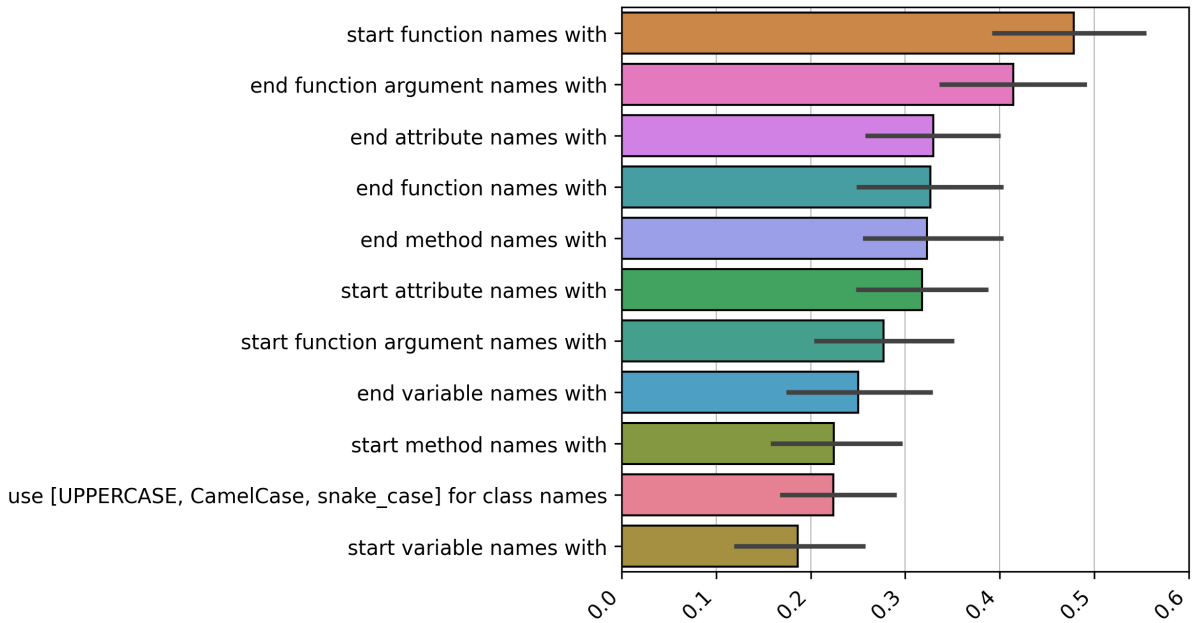 start function names with
end function argument names with
end attribute names with
end function names with
end method names with
start attribute names with
start function argument names with
end variable names with
start method names with
use [UPPERCASE, CamelCase, snake_case] for class names
start variable names with
0.0 0.1 0.2 0.3 0.4 0.5 0.6